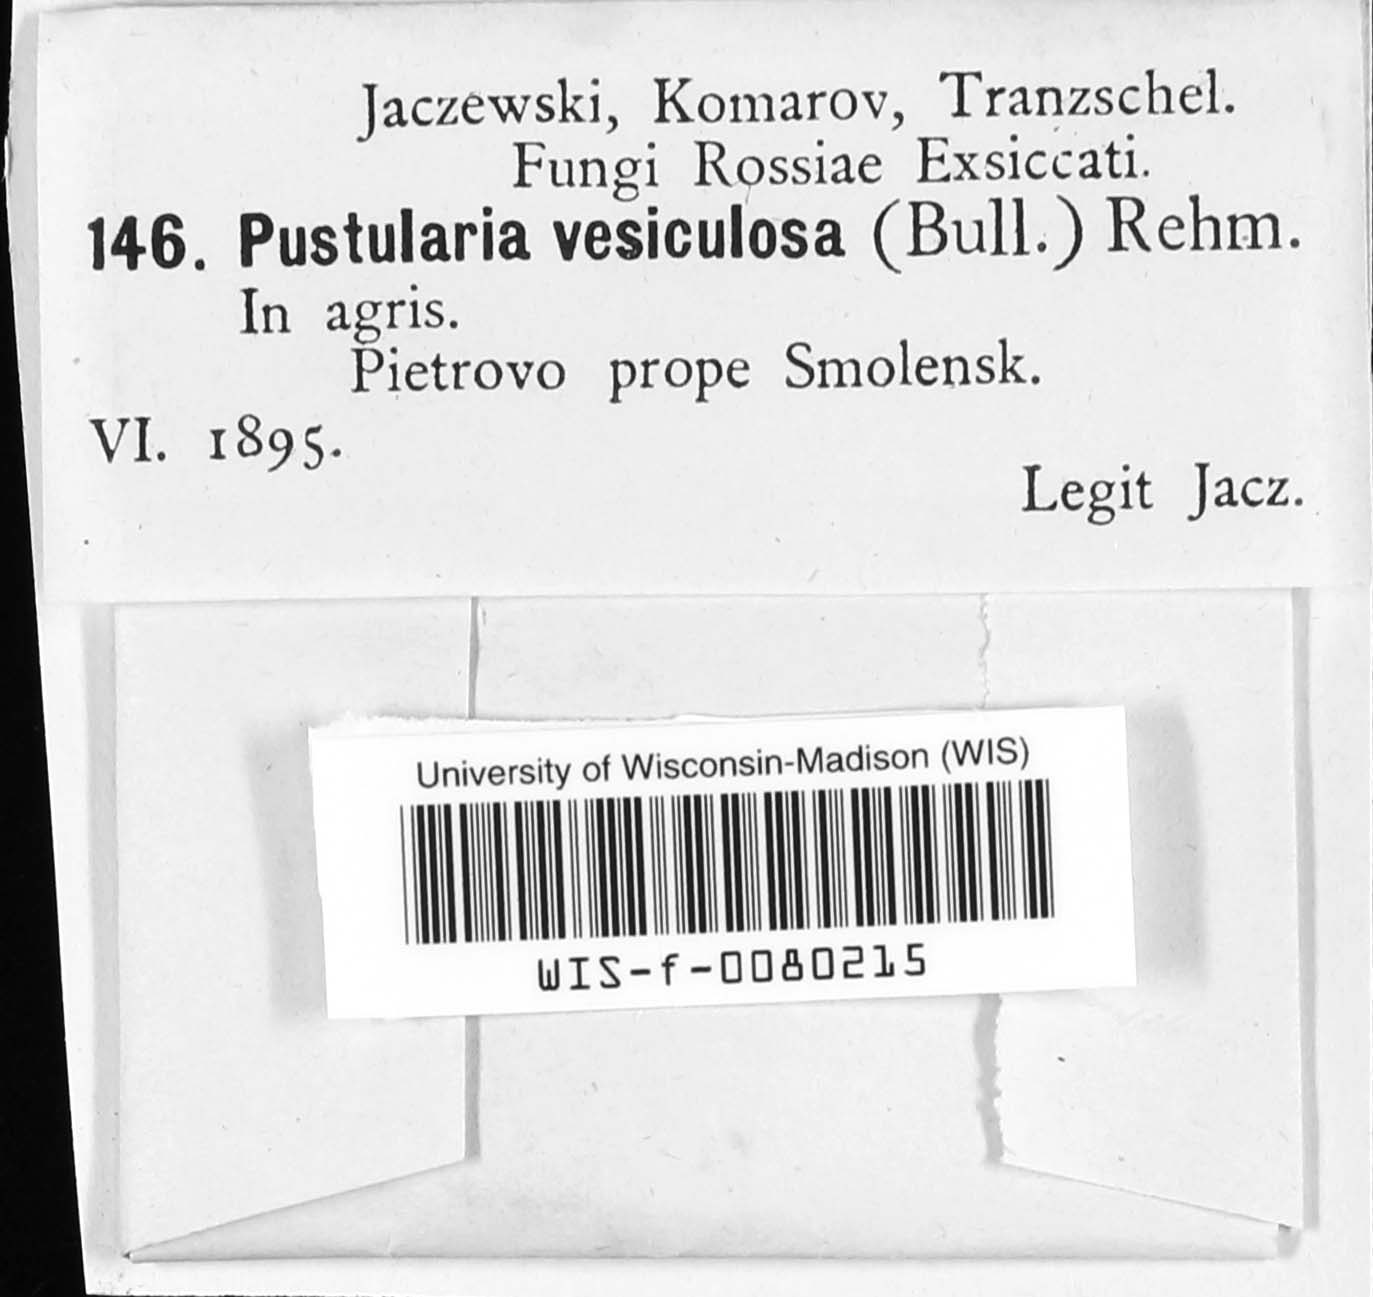 Jaczewski, Komarov, Tranzschel.
Fungi Rossiae Exsiccati.
146. Pustularia vesiculosa (Bull.) Rehm.
In agris.
Pietrovo prope Smolensk.
VI. 1895.
Legit Jacz.
University of Wisconsin-Madison (WIS)
WIS-f-0080215